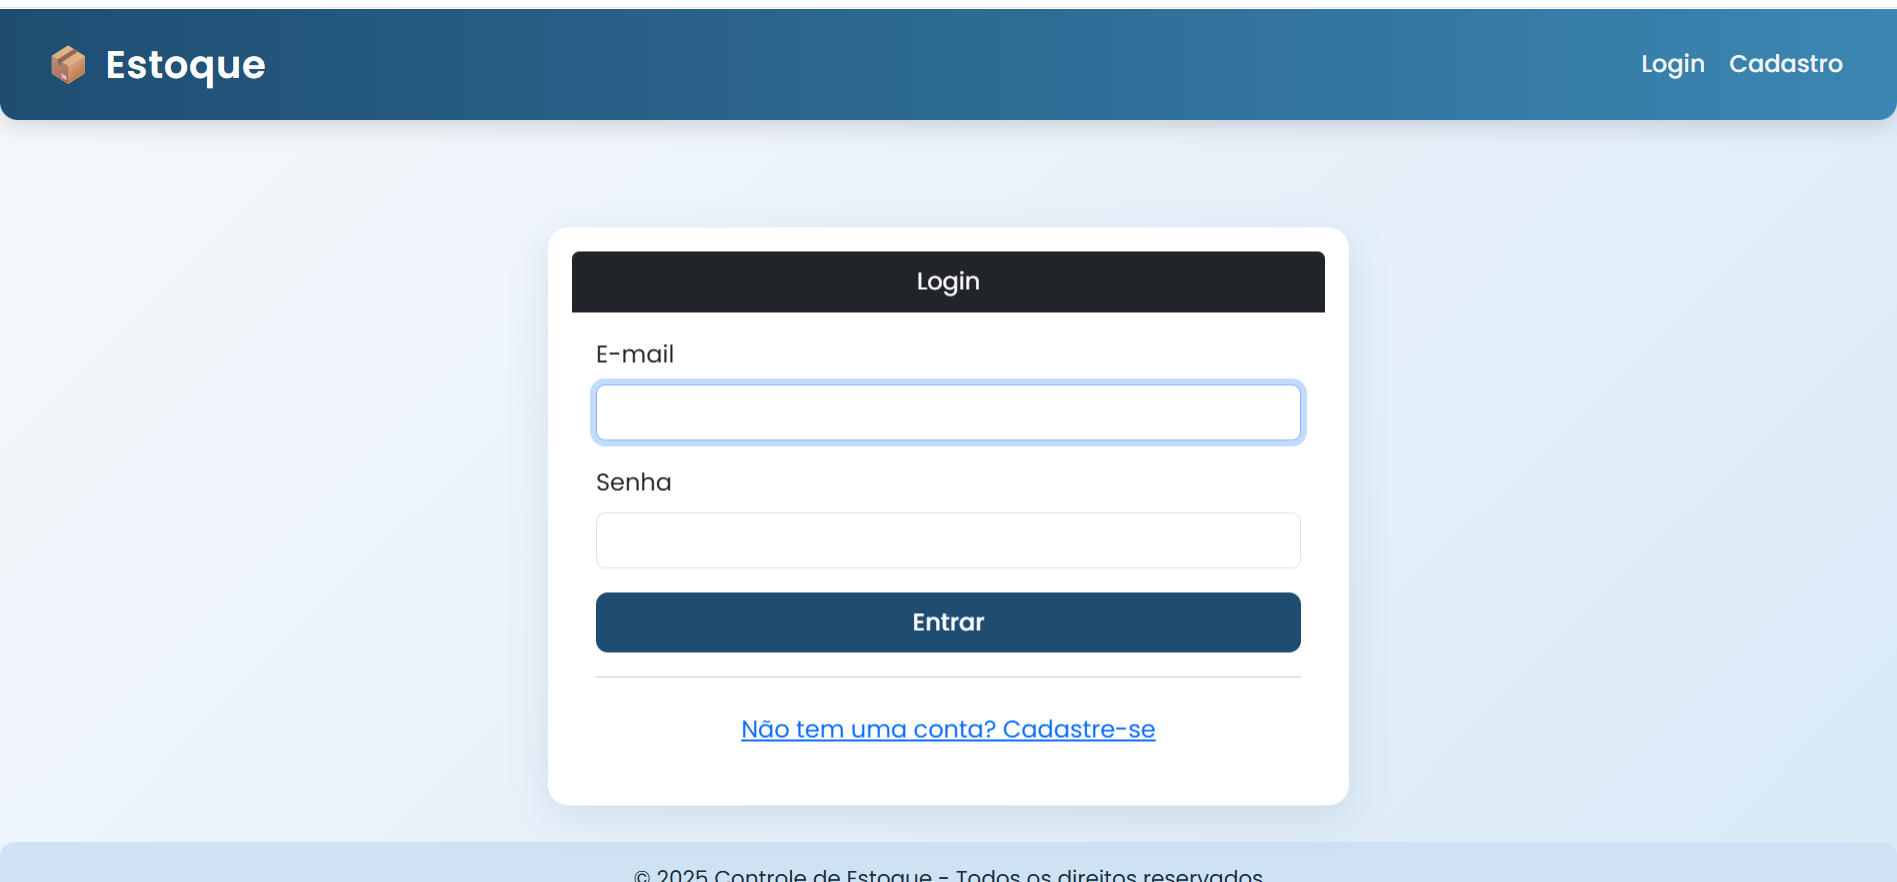 Estoque
Login Cadastro
Login
E-mail
Senha
Entrar
Não tem uma conta? Cadastre-se
© 2025 Controle de Estoque - Todos os direitos reservados